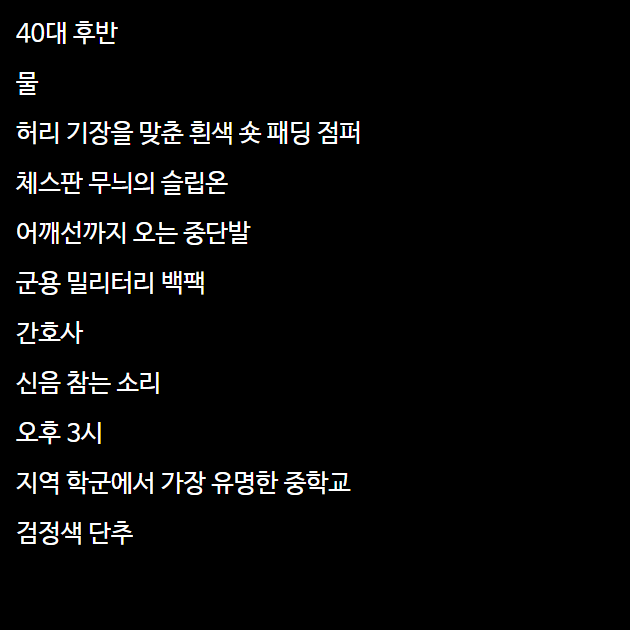 40대 후반
물
허리 기장을 맞춘 흰색 숏 패딩 점퍼
체스판 무늬의 슬립온
어깨선까지 오는 중단발
군용 밀리터리 백팩
간호사
신음 참는 소리
오후 3시
지역 학군에서 가장 유명한 중학교
검정색 단추